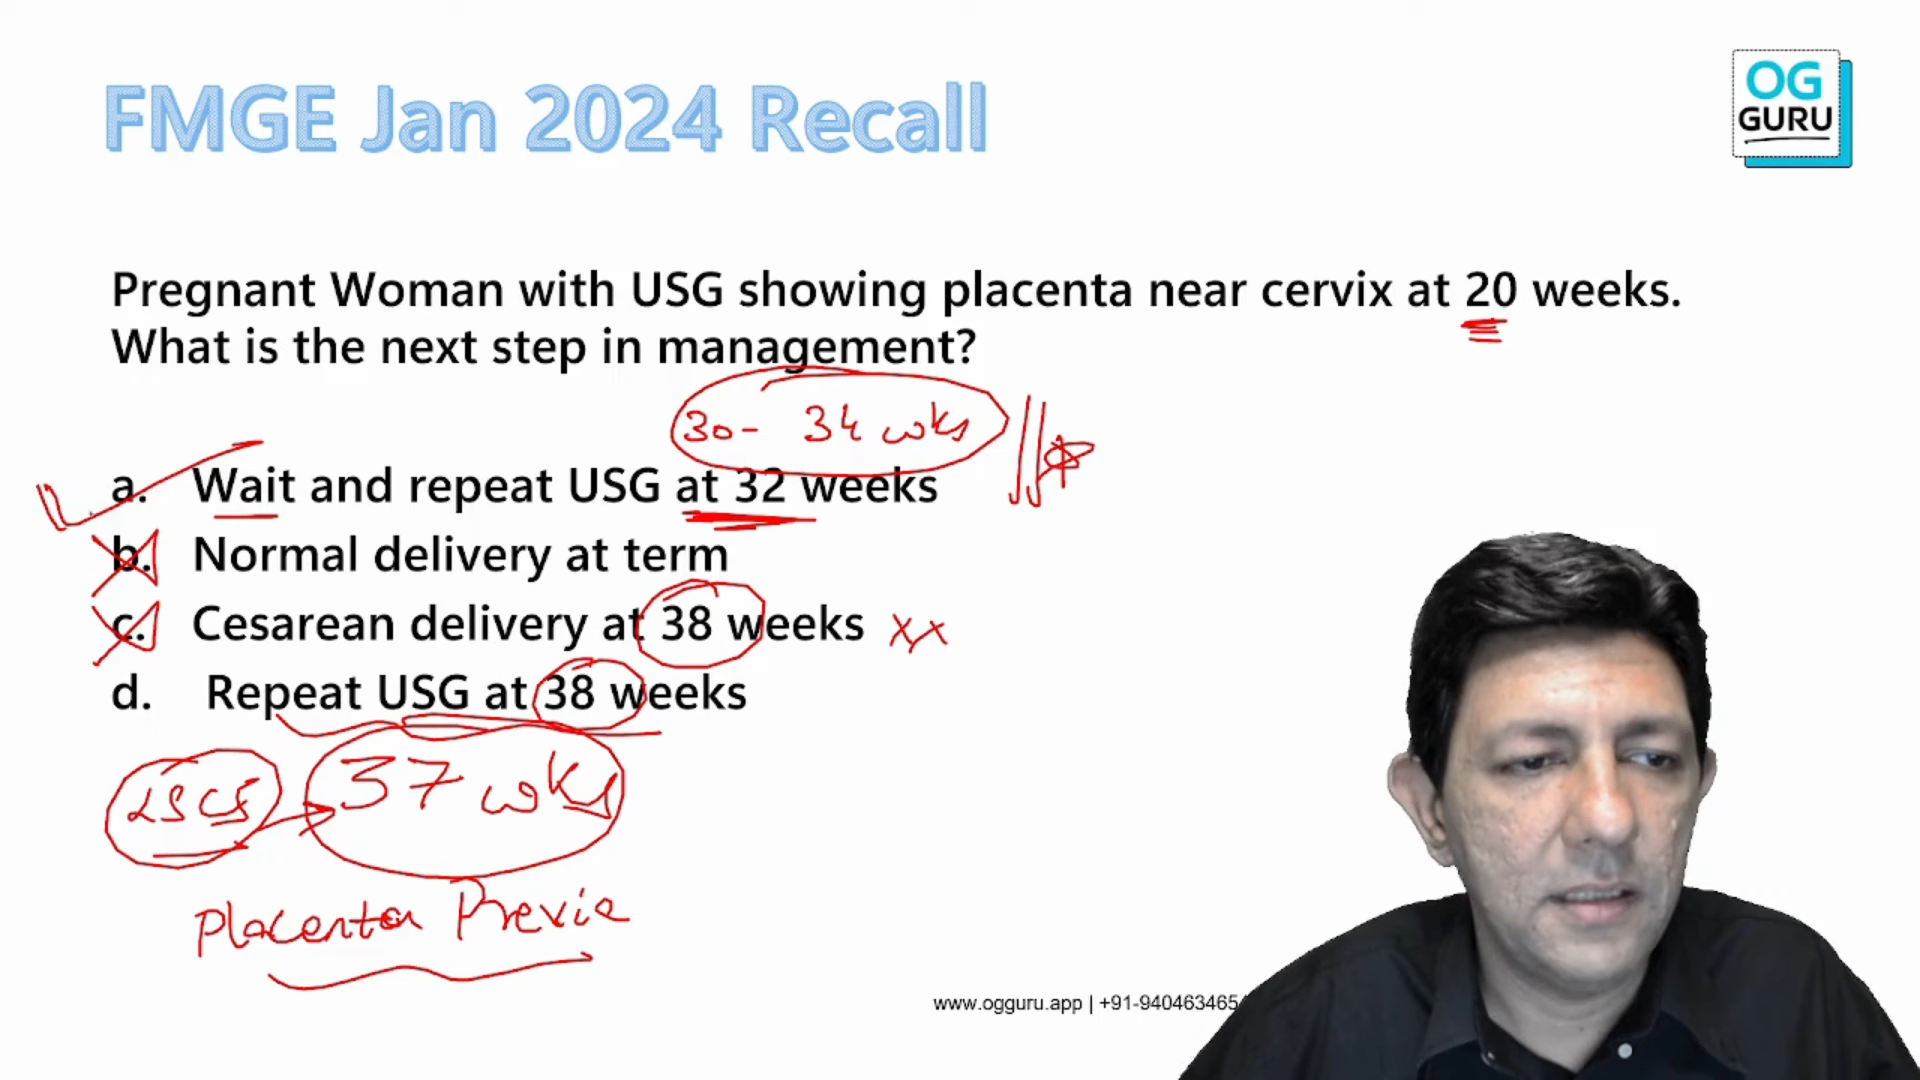 FMGE Jan 2024 Recall
OG
GURU
Pregnant Woman with USG showing placenta near cervix at 20 weeks.
What is the next step in management?
30- 34 wks
a. Wait and repeat USG at 32 weeks
b. Normal delivery at term
c. Cesarean delivery at 38 weeks xx
d. Repeat USG at 38 weeks
LSCS 37 wks
Placenta Previa
www.ogguru.app | +91-940463465